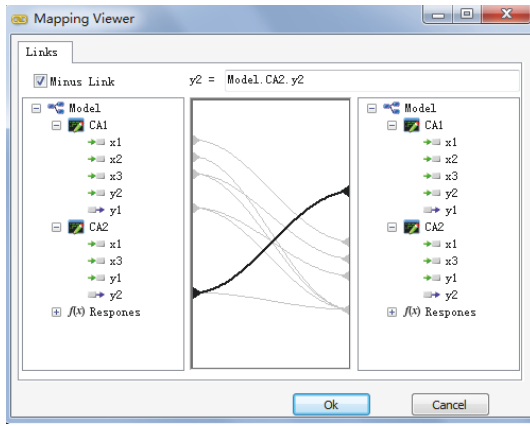 Mapping Viewer
Links
Minus Link
y2 = Model.CA2.y2
Model
CA1
x1
x2
x3
y2
y1
CA2
x1
x3
y1
y2
f(x) Respones
Model
CA1
x1
x2
x3
y2
y1
CA2
x1
x3
y1
y2
f(x) Respones
Ok
Cancel